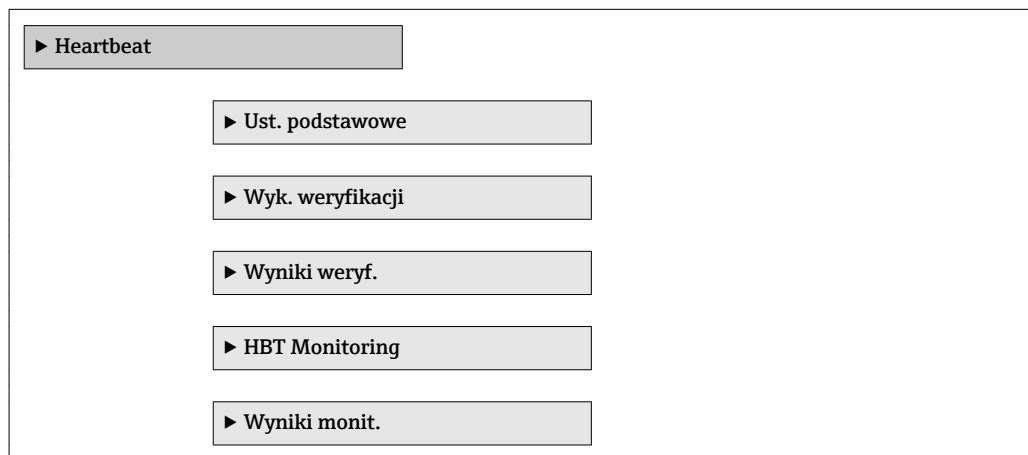 ▶ Heartbeat
▶ Ust. podstawowe
▶ Wyk. weryfikacji
▶ Wyniki weryf.
▶ HBT Monitoring
▶ Wyniki monit.